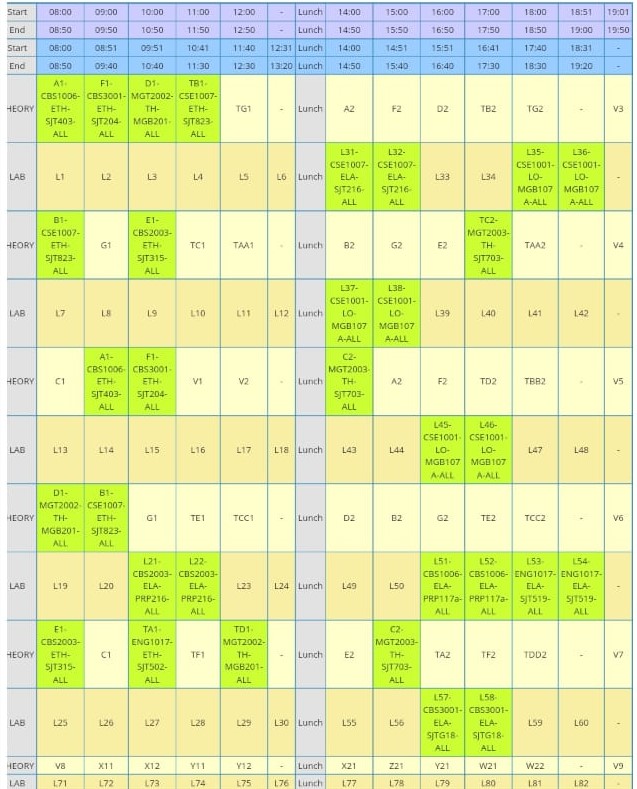 Start 08:00 09:00 10:00 11:00 12:00 - Lunch 14:00 15:00 16:00 17:00 18:00 18:51 19:01
End 08:50 09:50 10:50 11:50 12:50 - Lunch 14:50 15:50 16:50 17:50 18:50 19:00 19:50
Start 08:00 08:51 09:51 10:41 11:40 12:31 Lunch 14:00 14:51 15:51 16:41 17:40 18:31 -
End 08:50 09:40 10:40 11:30 12:30 13:20 Lunch 14:50 15:40 16:40 17:30 18:30 19:20 -
HEORY A1-CBS1006-ETH-SJT403-ALL F1-CBS3001-ETH-SJT204-ALL D1-MGT2002-TH-MGB201-ALL TB1-CSE1007-ETH-SJT823-ALL TG1 - Lunch A2 F2 D2 TB2 TG2 - V3
LAB L1 L2 L3 L4 L5 L6 Lunch L31-CSE1007-ELA-SJT216-ALL L32-CSE1007-ELA-SJT216-ALL L33 L34 L35-CSE1001-LO-MGB107A-ALL L36-CSE1001-LO-MGB107A-ALL -
HEORY B1-CSE1007-ETH-SJT823-ALL G1 E1-CBS2003-ETH-SJT315-ALL TC1 TAA1 - Lunch B2 G2 E2 TC2-MGT2003-TH-SJT703-ALL TAA2 - V4
LAB L7 L8 L9 L10 L11 L12 Lunch L37-CSE1001-LO-MGB107A-ALL L38-CSE1001-LO-MGB107A-ALL L39 L40 L41 L42 -
HEORY C1 A1-CBS1006-ETH-SJT403-ALL F1-CBS3001-ETH-SJT204-ALL V1 V2 - Lunch C2-MGT2003-TH-SJT703-ALL A2 F2 TD2 TBB2 - V5
LAB L13 L14 L15 L16 L17 L18 Lunch L43 L44 L45-CSE1001-LO-MGB107A-ALL L46-CSE1001-LO-MGB107A-ALL L47 L48 -
HEORY D1-MGT2002-TH-MGB201-ALL B1-CSE1007-ETH-SJT823-ALL G1 TE1 TCC1 - Lunch D2 B2 G2 TE2 TCC2 - V6
LAB L19 L20 L21-CBS2003-ELA-PRP216-ALL L22-CBS2003-ELA-PRP216-ALL L23 L24 Lunch L49 L50 L51-CBS1006-ELA-PRP117a-ALL L52-CBS1006-ELA-PRP117a-ALL L53-ENG1017-ELA-SJT519-ALL L54-ENG1017-ELA-SJT519-ALL -
HEORY E1-CBS2003-ETH-SJT315-ALL C1 TA1-ENG1017-ETH-SJT502-ALL TF1 TD1-MGT2002-TH-MGB201-ALL - Lunch E2 C2-MGT2003-TH-SJT703-ALL TA2 TF2 TDD2 - V7
LAB L25 L26 L27 L28 L29 L30 Lunch L55 L56 L57-CBS3001-ELA-SJTG18-ALL L58-CBS3001-ELA-SJTG18-ALL L59 L60 -
HEORY V8 X11 X12 Y11 Y12 - Lunch X21 Z21 Y21 W21 W22 - V9
LAB L71 L72 L73 L74 L75 L76 Lunch L77 L78 L79 L80 L81 L82 -